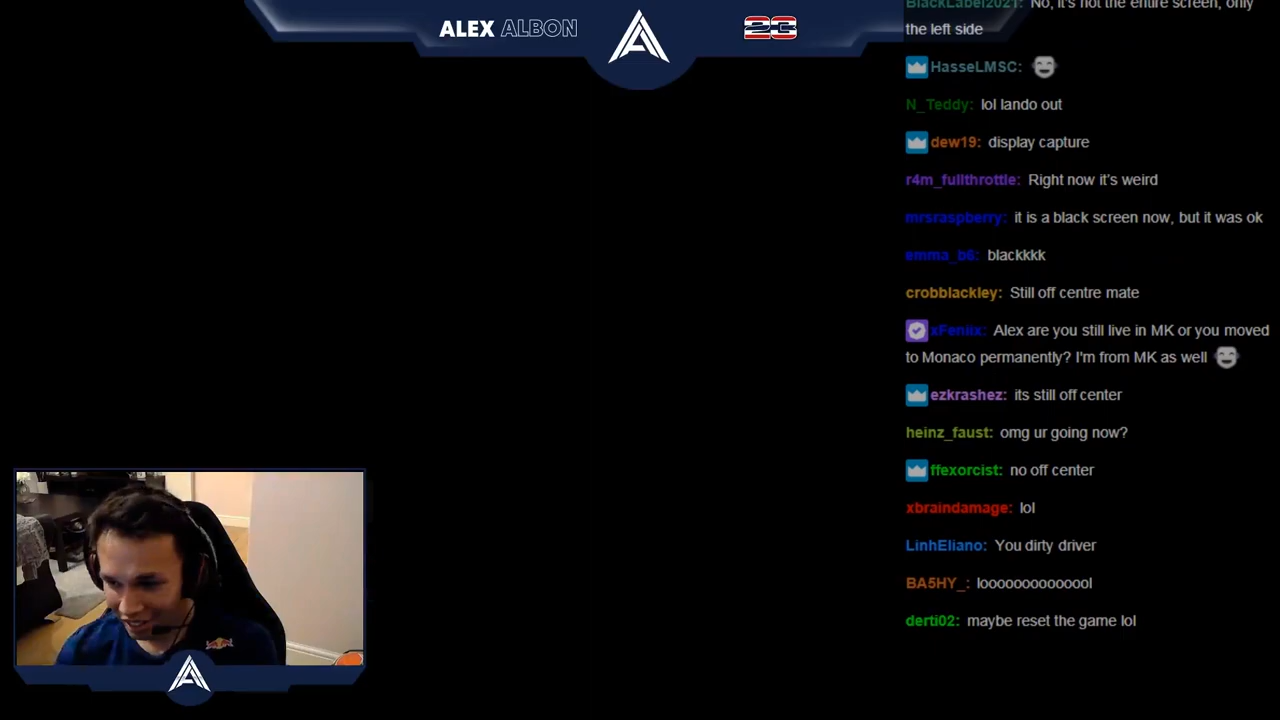 ALEX ALBON
23
BlackLabel2021: No, it's not the entire screen, only
the left side
HasseLMSC:
N_Teddy: lol lando out
dew19: display capture
r4m_fullthrottle: Right now it's weird
mrsraspberry: it is a black screen now, but it was ok
emma_b6: blackkkk
crobblackley: Still off centre mate
xFeniix: Alex are you still live in MK or you moved
to Monaco permanently? I'm from MK as well
ezkrashez: its still off center
heinz_faust: omg ur going now?
ffexorcist: no off center
xbraindamage: lol
LinhEliano: You dirty driver
BA5HY_: loooooooooooool
derti02: maybe reset the game lol